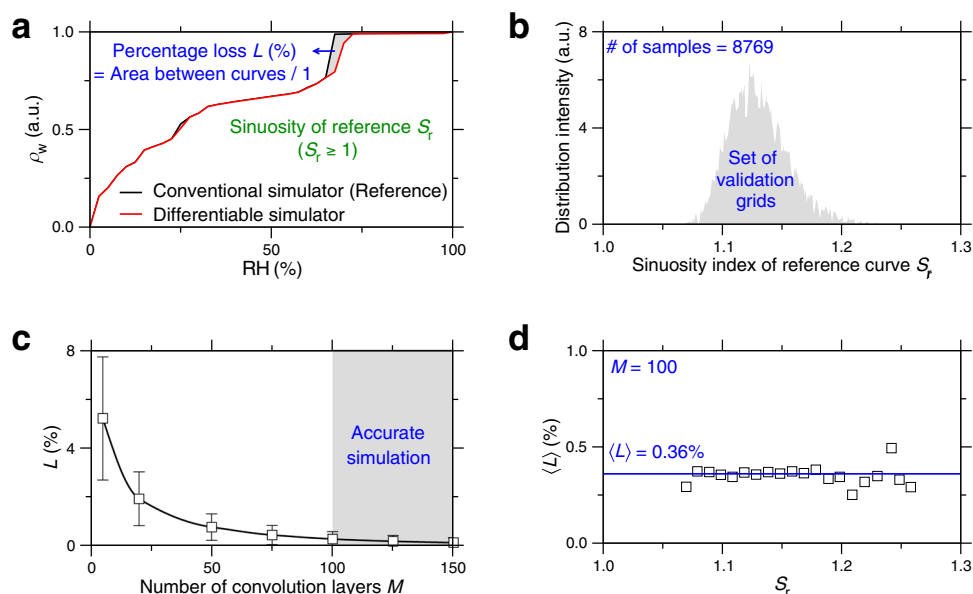 a
1.0
0.5
0.0
ρw (a.u.)
Percentage loss L (%)
= Area between curves / 1
Sinuosity of reference Sr
(Sr ≥ 1)
Conventional simulator (Reference)
Differentiable simulator
0
50
100
RH (%)
b
8
6
4
2
0
Distribution intensity (a.u.)
# of samples = 8769
Set of
validation
grids
1.0
1.1
1.2
1.3
Sinuosity index of reference curve Sr
c
8
4
0
L (%)
Accurate
simulation
0
50
100
150
Number of convolution layers M
d
1.0
0.5
0.0
⟨L⟩ (%)
M = 100
⟨L⟩ = 0.36%
1.0
1.1
1.2
1.3
Sr